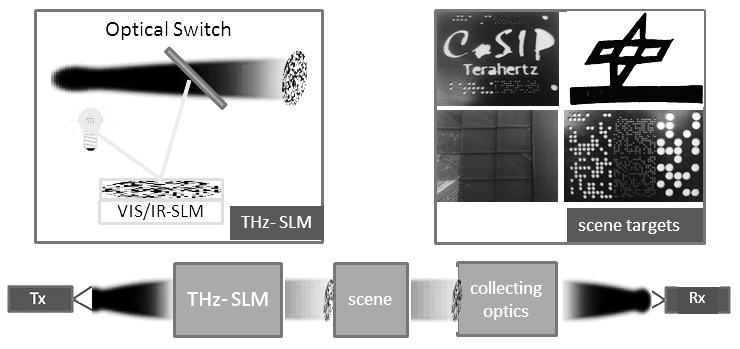 Optical Switch
VIS/IR-SLM
THz- SLM
CoSIP
Terahertz
scene targets
Tx
THz- SLM
scene
collecting
optics
Rx